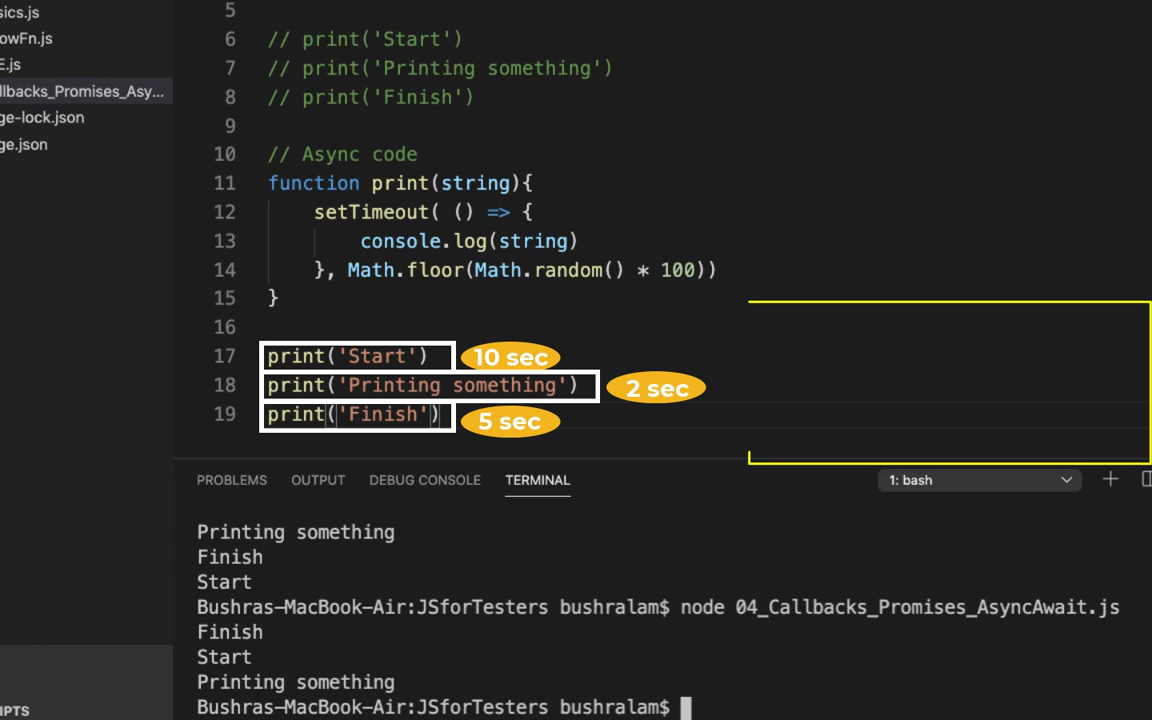 sics.js
owFn.js
E.js
llbacks_Promises_Asy...
ge-lock.json
ge.json
IPTS
5
6 // print('Start')
7 // print('Printing something')
8 // print('Finish')
9
10 // Async code
11 function print(string){
12 setTimeout( () => {
13 console.log(string)
14 }, Math.floor(Math.random() * 100))
15 }
16
17 print('Start') 10 sec
18 print('Printing something') 2 sec
19 print('Finish') 5 sec
PROBLEMS OUTPUT DEBUG CONSOLE TERMINAL 1: bash
Printing something
Finish
Start
Bushras-MacBook-Air:JSforTesters bushralam$ node 04_Callbacks_Promises_AsyncAwait.js
Finish
Start
Printing something
Bushras-MacBook-Air:JSforTesters bushralam$